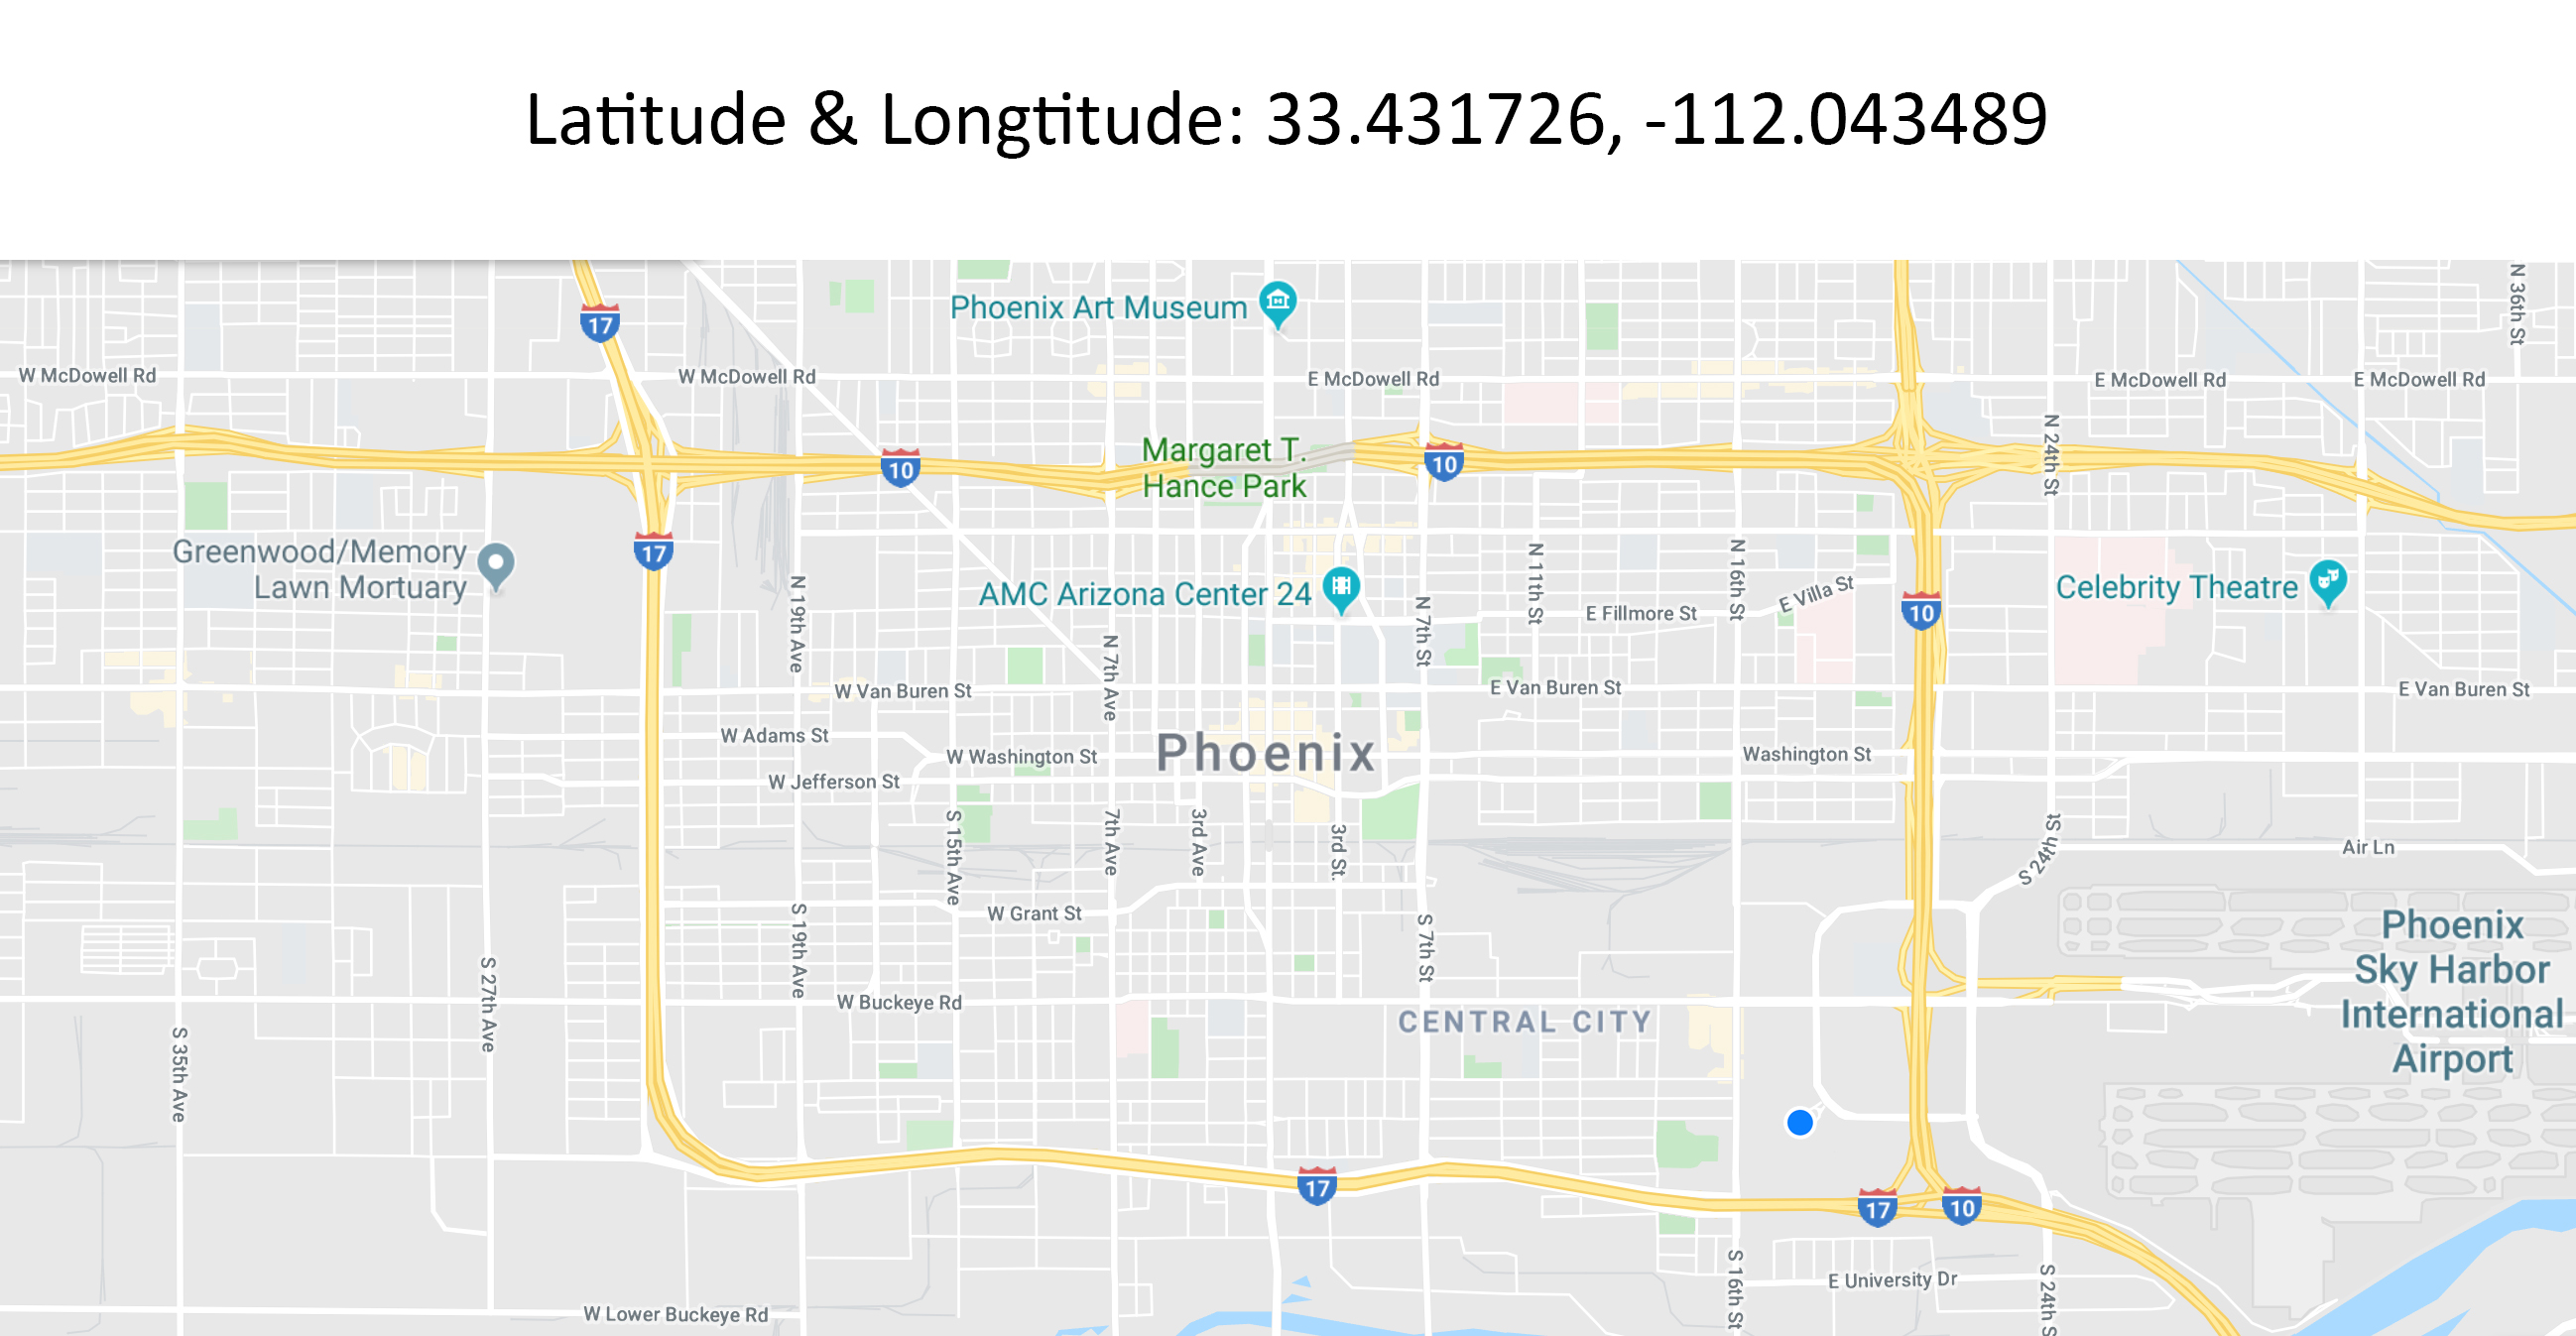 Latitude & Longtitude: 33.431726, -112.043489
N 36th St
17
Phoenix Art Museum
W McDowell Rd
W McDowell Rd
E McDowell Rd
E McDowell Rd
E McDowell Rd
Margaret T.
Hance Park
10
10
N 24th St
17
Greenwood/Memory
Lawn Mortuary
AMC Arizona Center 24
N 19th Ave
N 7th St
N 11th St
N 16th St
E Fillmore St
E Villa St
10
Celebrity Theatre
N 7th Ave
W Van Buren St
E Van Buren St
E Van Buren St
W Adams St
W Washington St
Phoenix
Washington St
W Jefferson St
S 15th Ave
7th Ave
3rd Ave
3rd St.
S 24th St
Air Ln
W Grant St
S 19th Ave
S 7th St
Phoenix
Sky Harbor
International
Airport
S 27th Ave
W Buckeye Rd
CENTRAL CITY
S 35th Ave
17
17
10
S 16th St
E University Dr
S 24th S
W Lower Buckeye Rd